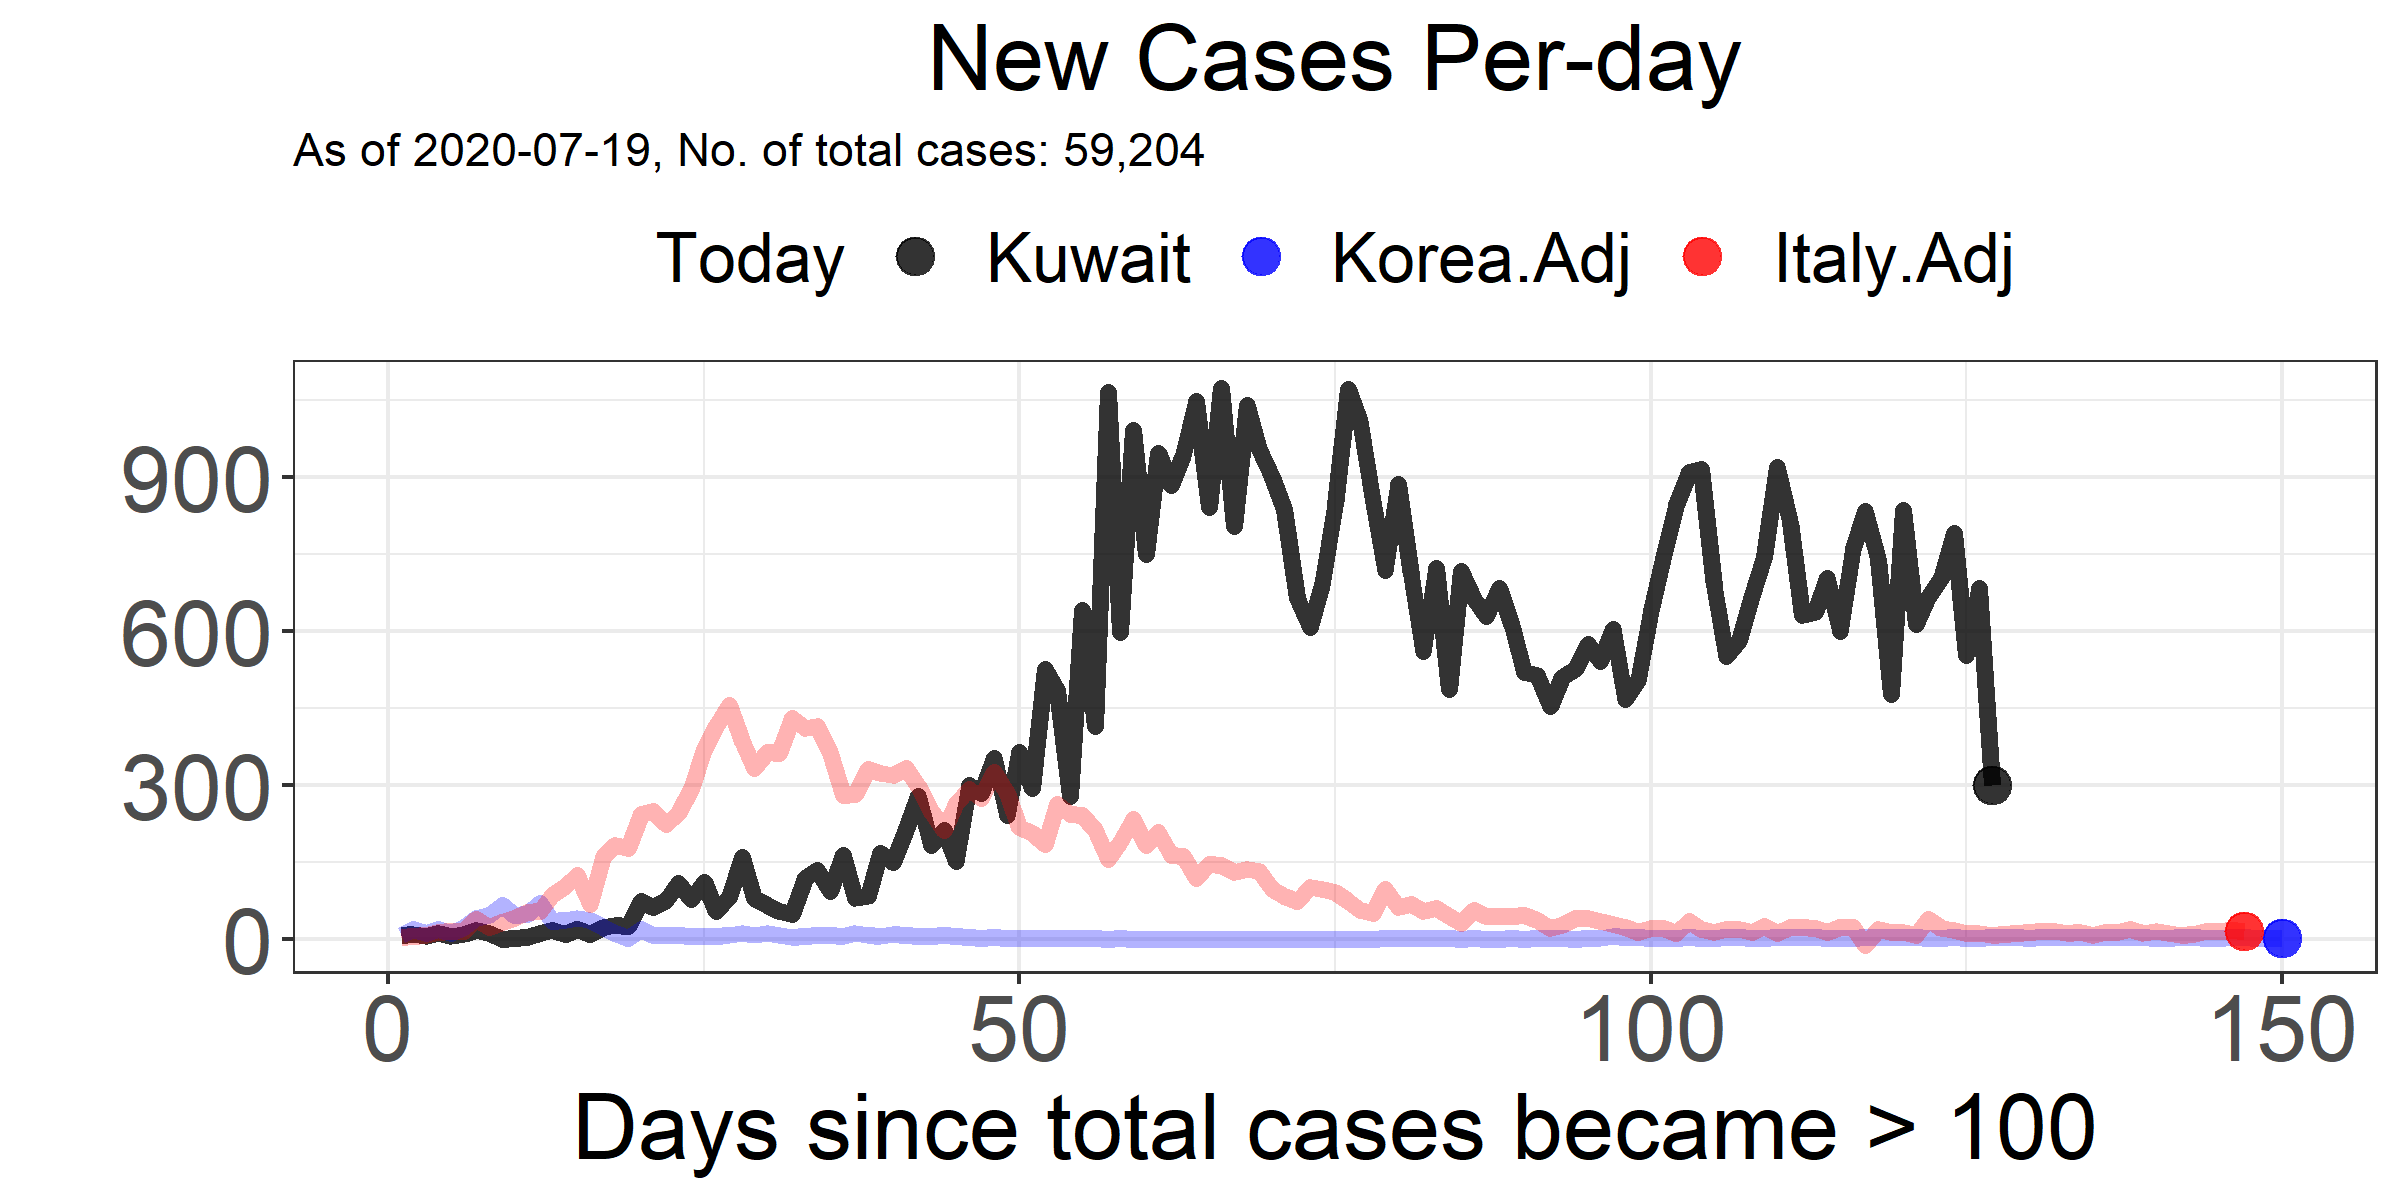 New Cases Per-day
As of 2020-07-19, No. of total cases: 59,204
Today Kuwait Korea.Adj Italy.Adj
900
600
300
0
0 50 100 150
Days since total cases became > 100